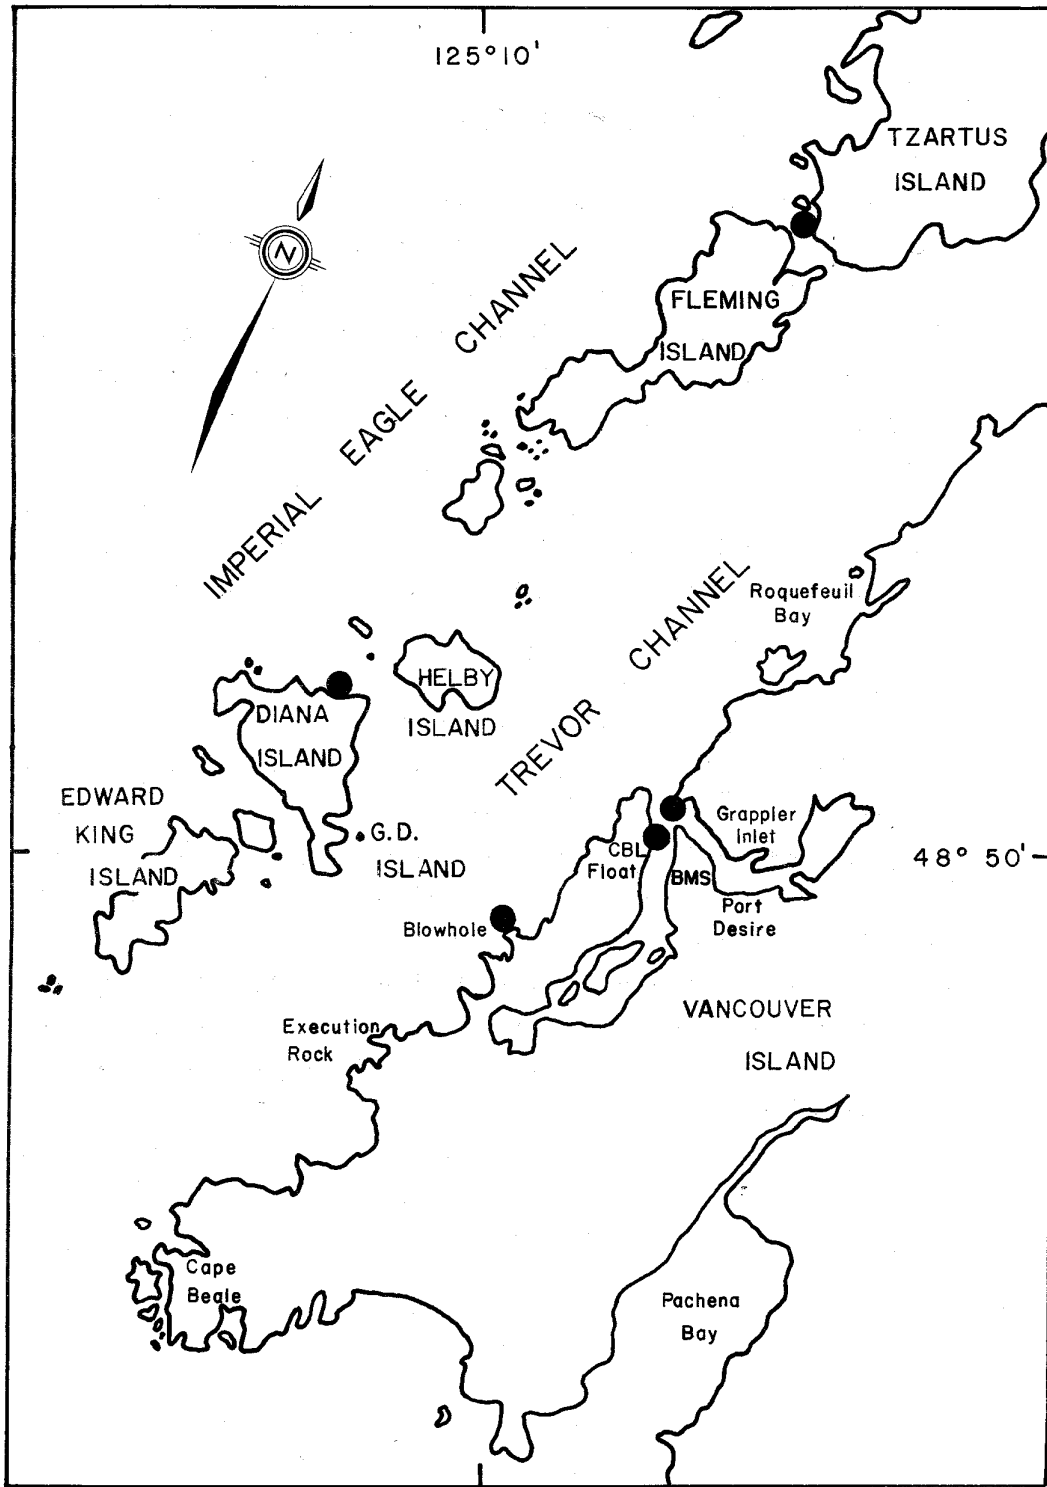 125°10'
TZARTUS
ISLAND
N
FLEMING
ISLAND
IMPERIAL EAGLE CHANNEL
TREVOR CHANNEL
Roquefeuil
Bay
HELBY
ISLAND
DIANA
ISLAND
EDWARD
KING
ISLAND
G.D.
ISLAND
Grappler
Inlet
CBL
Float
BMS
48° 50'
Port
Desire
Blowhole
VANCOUVER
ISLAND
Execution
Rock
Cape
Beale
Pachena
Bay